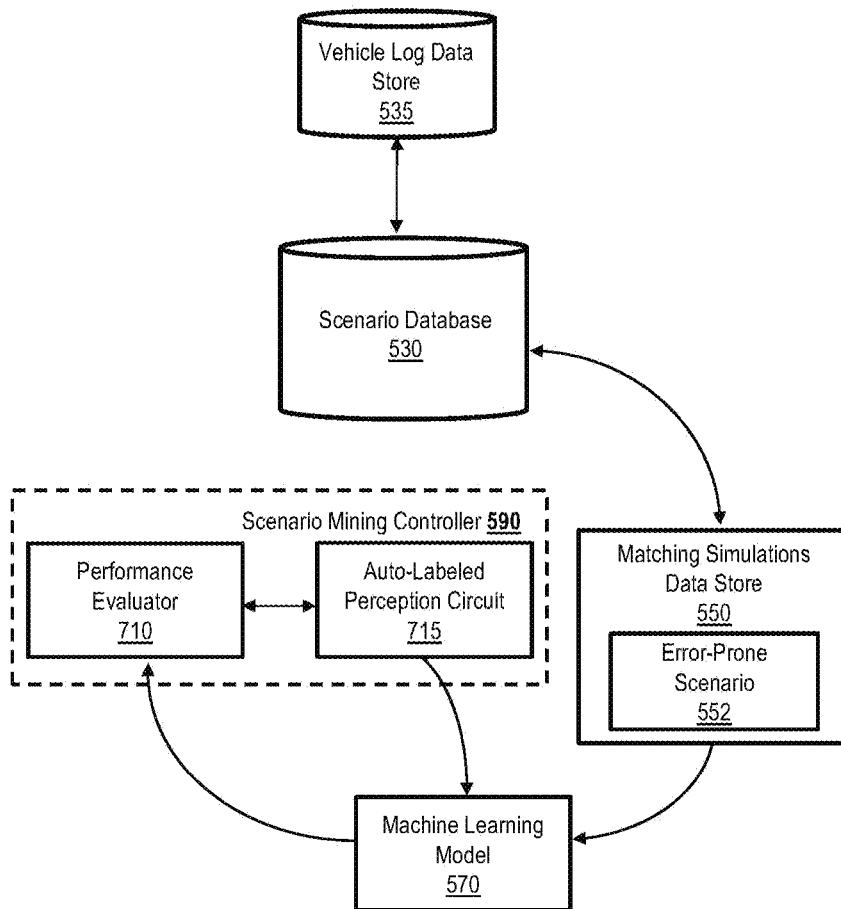 Vehicle Log Data
Store
535
Scenario Database
530
Scenario Mining Controller 590
Performance
Evaluator
710
Auto-Labeled
Perception Circuit
715
Matching Simulations
Data Store
550
Error-Prone
Scenario
552
Machine Learning
Model
570